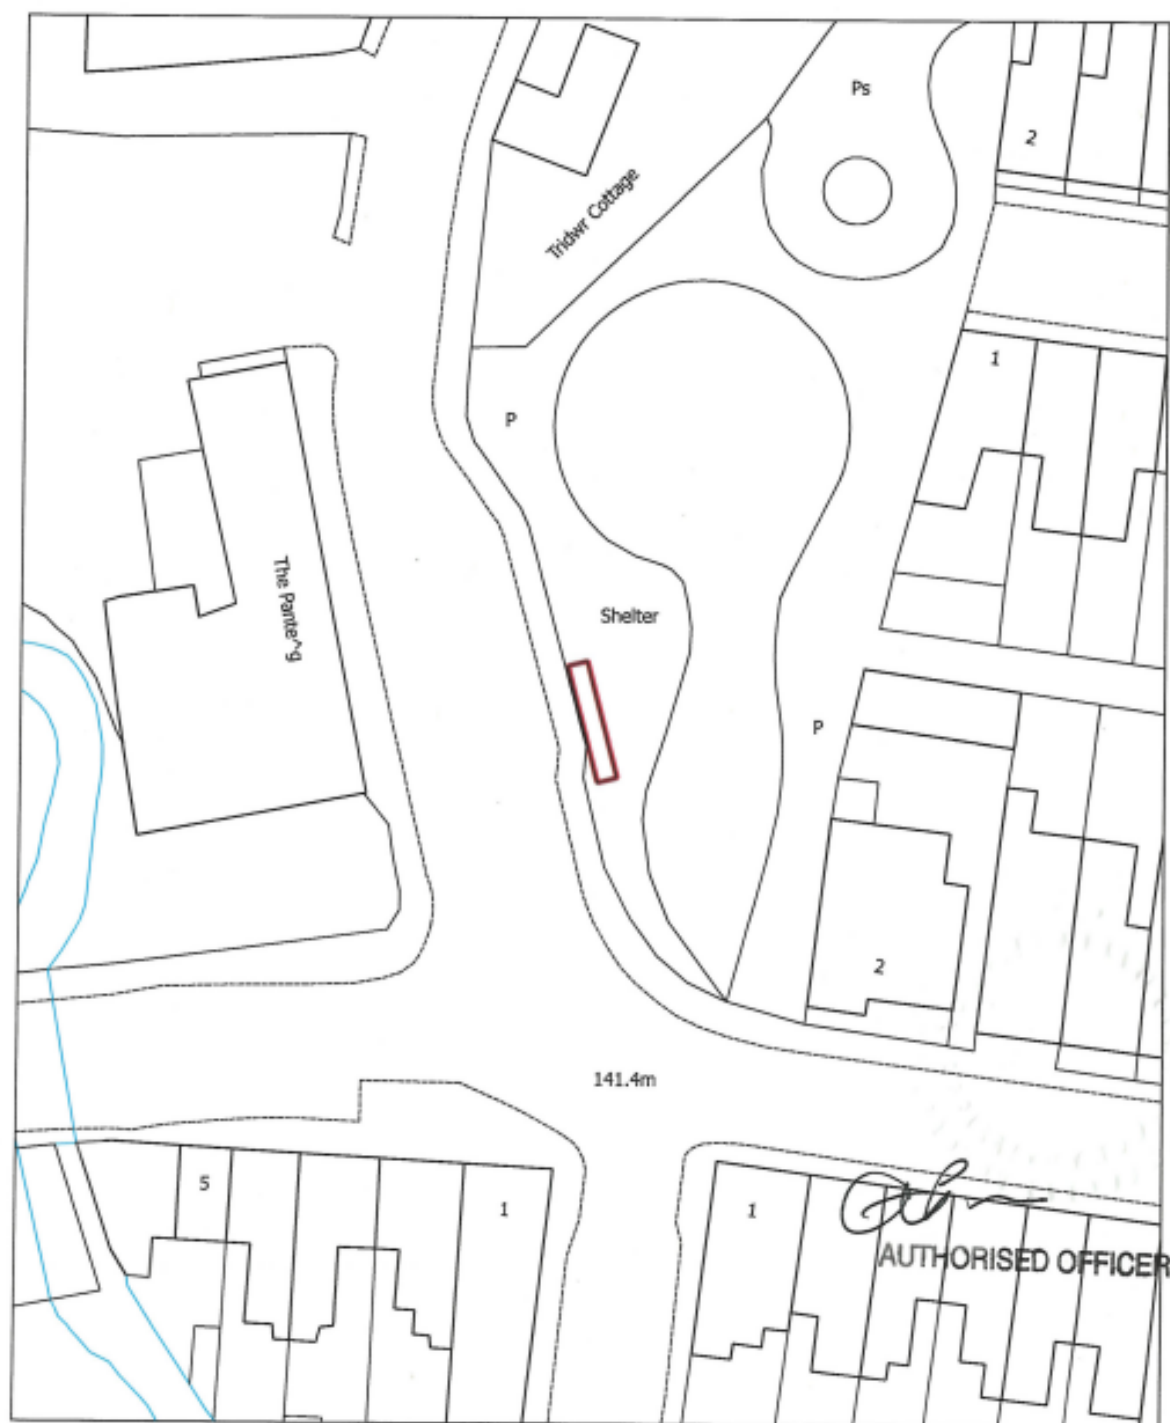 Ps
2
Tridwr Cottage
1
P
The Pante^g
Shelter
P
2
141.4m
5
1
1
AUTHORISED OFFICER